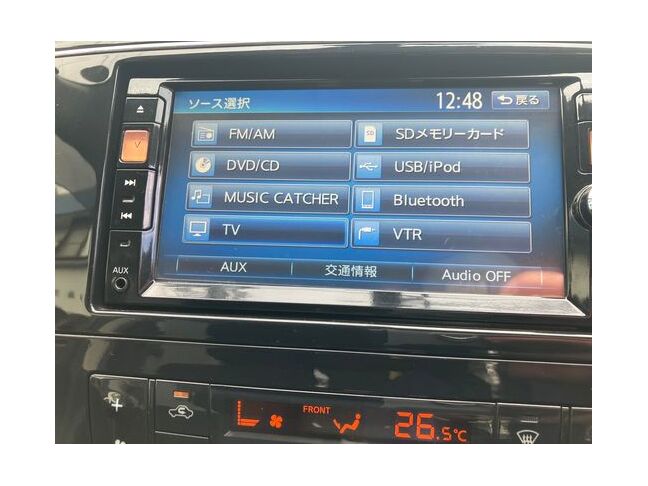 ソース選択 12:48 戻る
FM/AM SDメモリーカード
DVD/CD USB/iPod
MUSIC CATCHER Bluetooth
TV VTR
AUX 交通情報 Audio OFF
AUX
FRONT
26.5℃